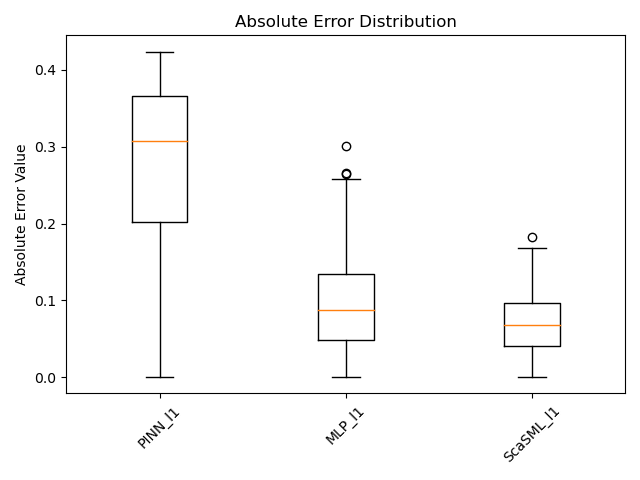 Absolute Error Distribution
Absolute Error Value
0.4
0.3
0.2
0.1
0.0
PINN_l1
MLP_l1
ScaSML_l1